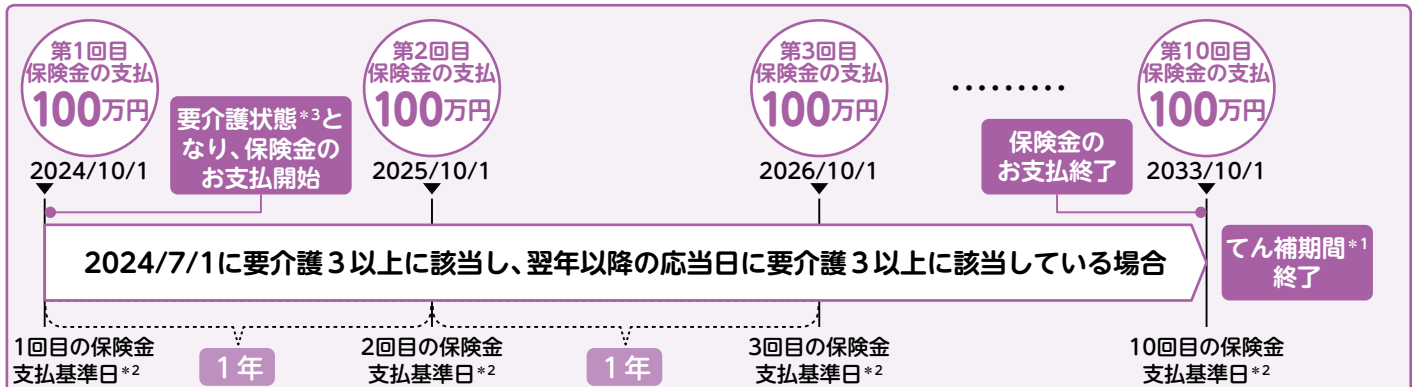 第1回目
保険金の支払
100万円
2024/10/1
要介護状態*3と
なり、保険金の
お支払開始
第2回目
保険金の支払
100万円
2025/10/1
第3回目
保険金の支払
100万円
2026/10/1
・・・・・・・・・
保険金の
お支払終了
第10回目
保険金の支払
100万円
2033/10/1
2024/7/1に要介護3以上に該当し、翌年以降の応当日に要介護3以上に該当している場合
てん補期間*1
終了
1回目の保険金
支払基準日*2
1年
2回目の保険金
支払基準日*2
1年
3回目の保険金
支払基準日*2
10回目の保険金
支払基準日*2